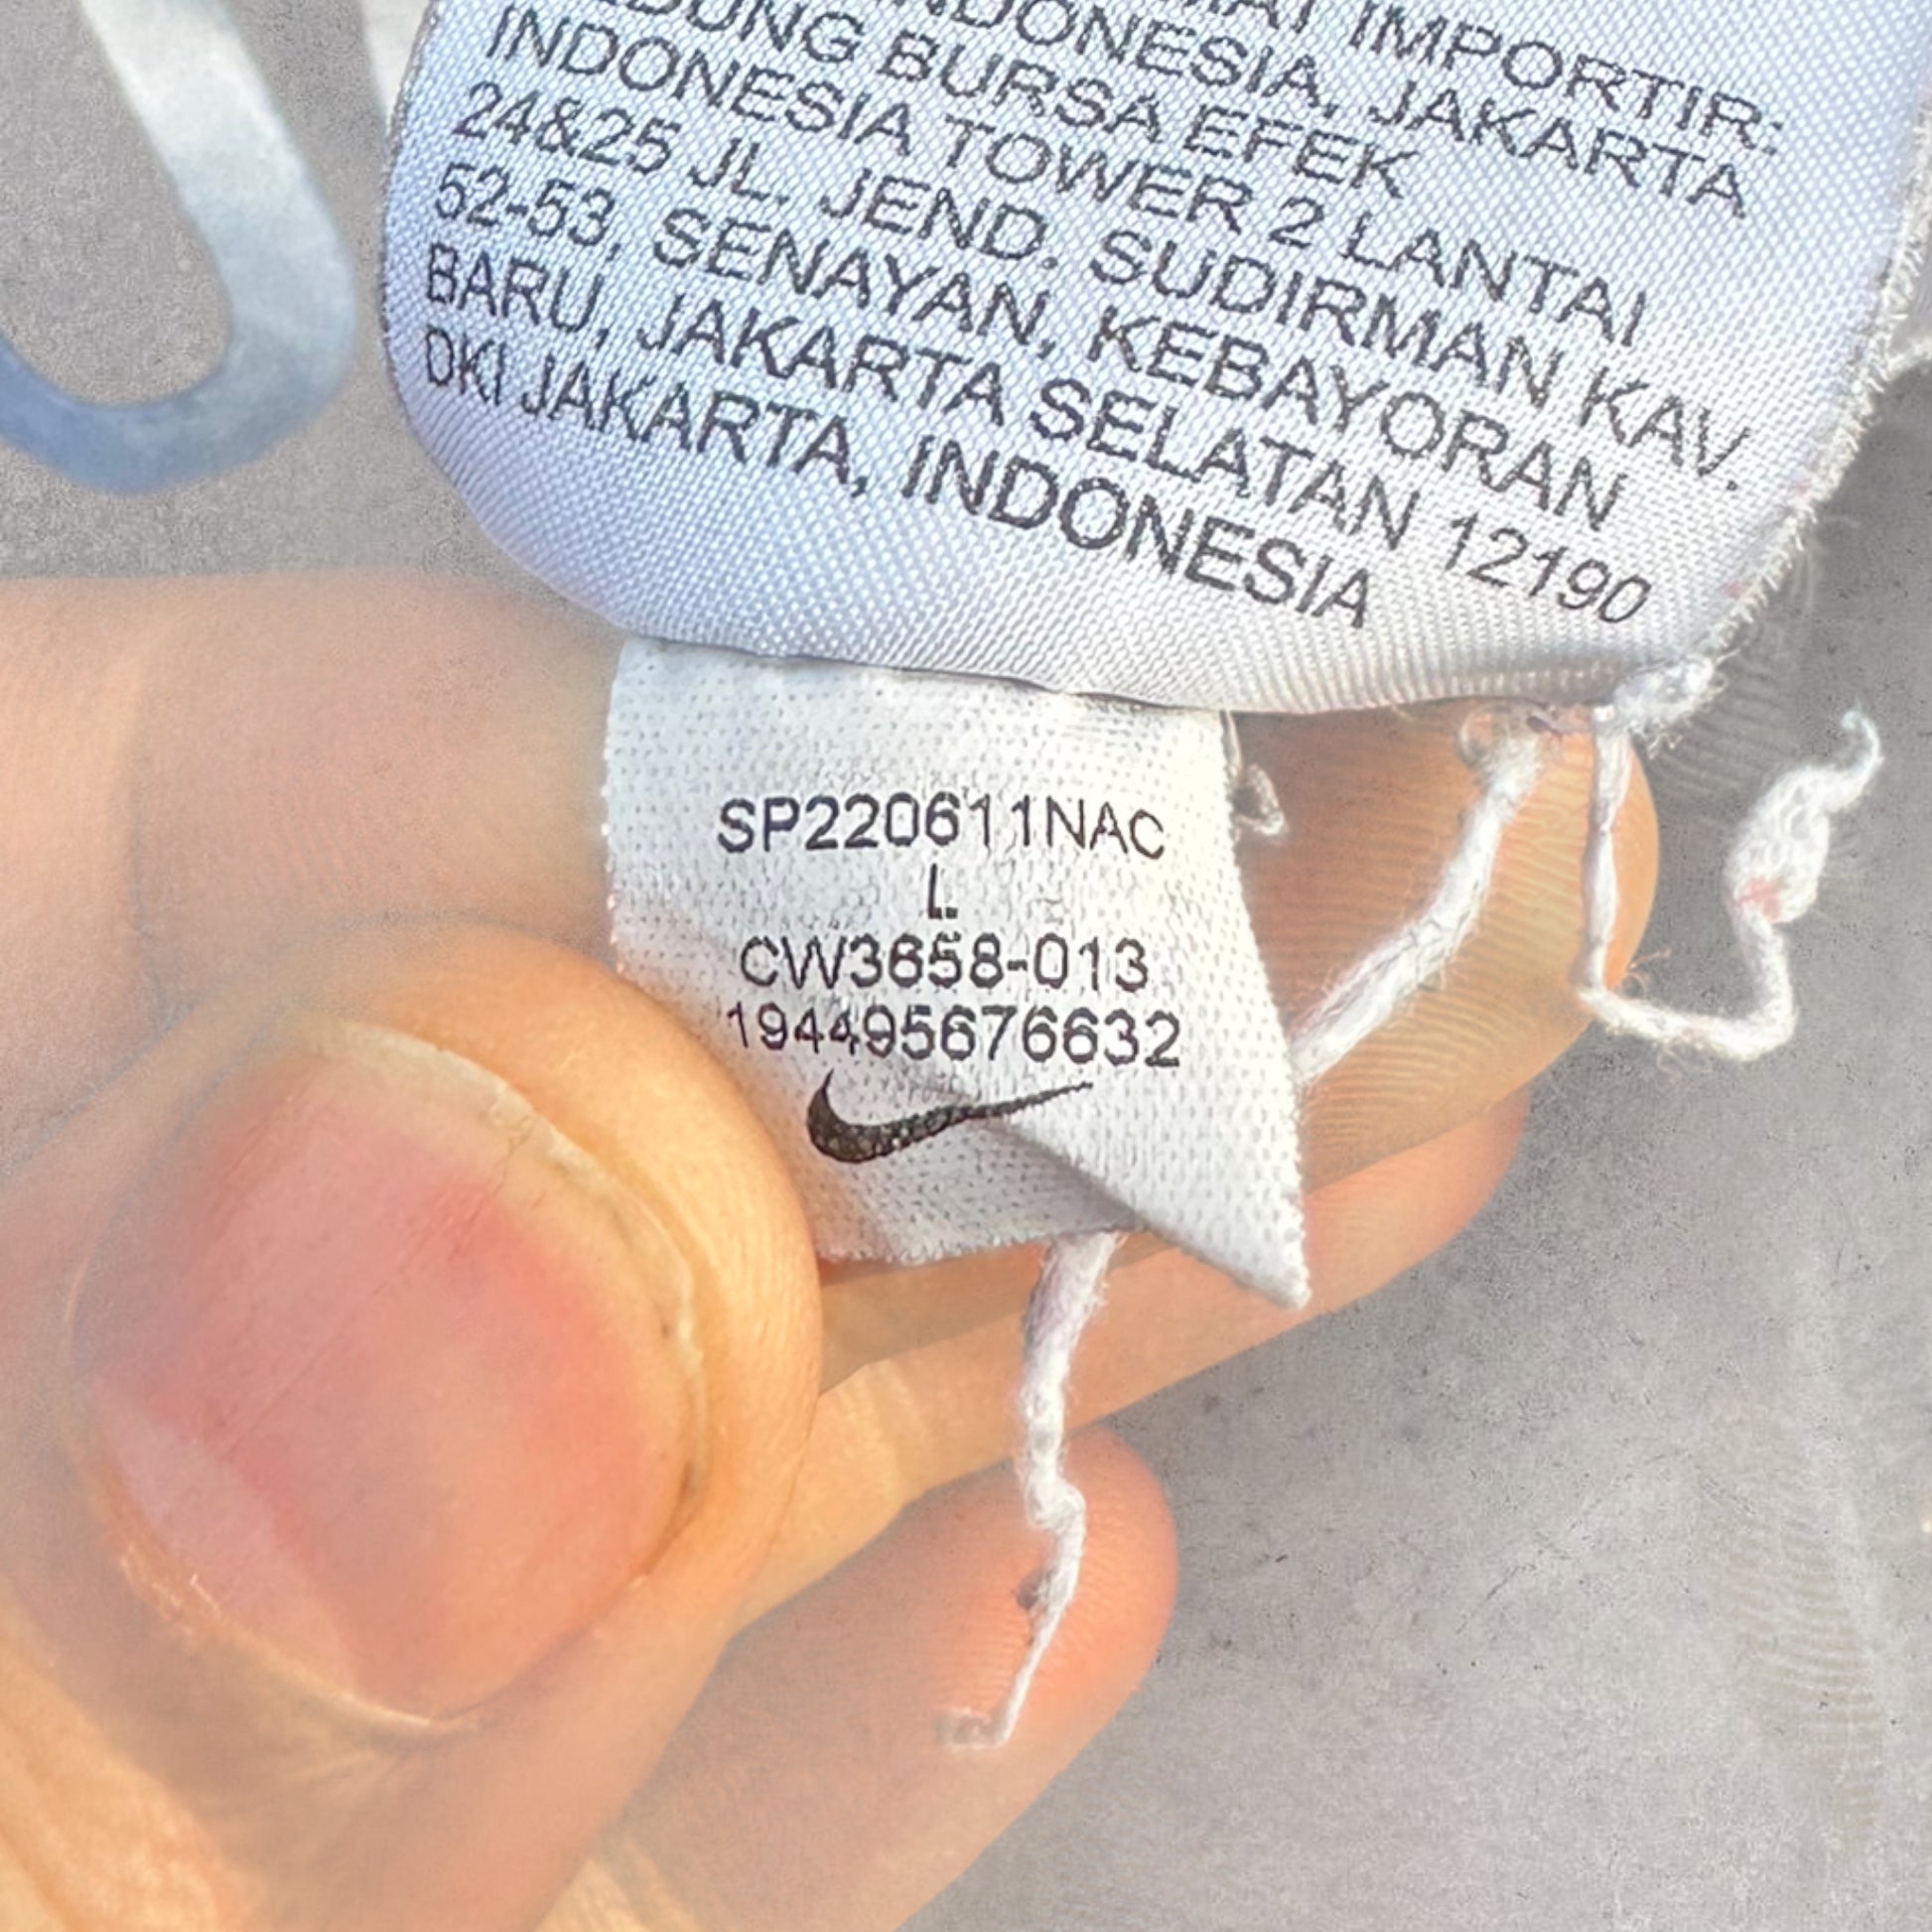 IMPORTIR:
INDONESIA, JAKARTA
BURSA EFEK
INDONESIA TOWER 2 LANTAI
24&25 JL. JEND. SUDIRMAN KAV.
52-53, SENAYAN, KEBAYORAN
BARU, JAKARTA SELATAN 12190
DKI JAKARTA, INDONESIA
SP220611NAC
L
CW3658-013
194495676632